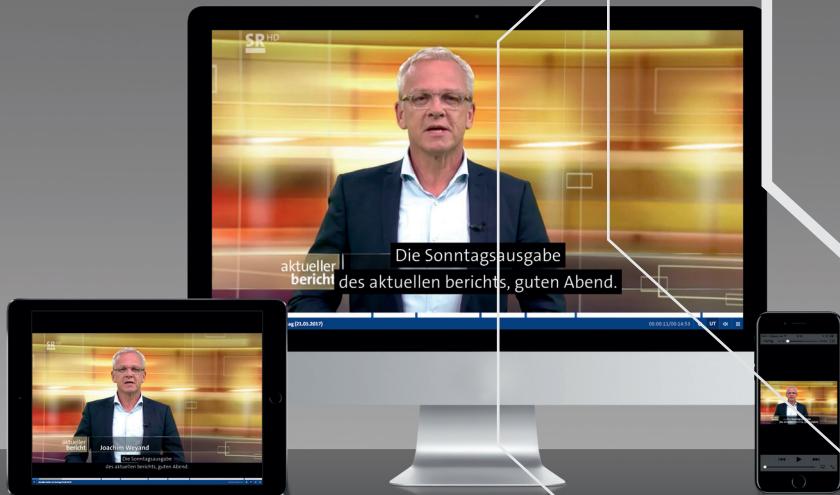 SR HD
aktueller
bericht
Die Sonntagsausgabe
des aktuellen berichts, guten Abend.
ag (21.05.2017)
00:00:11/00:14:53
UT
SR
aktueller
bericht
Joachim Weyand
Die Sonntagsausgabe
des aktuellen berichts, guten Abend.